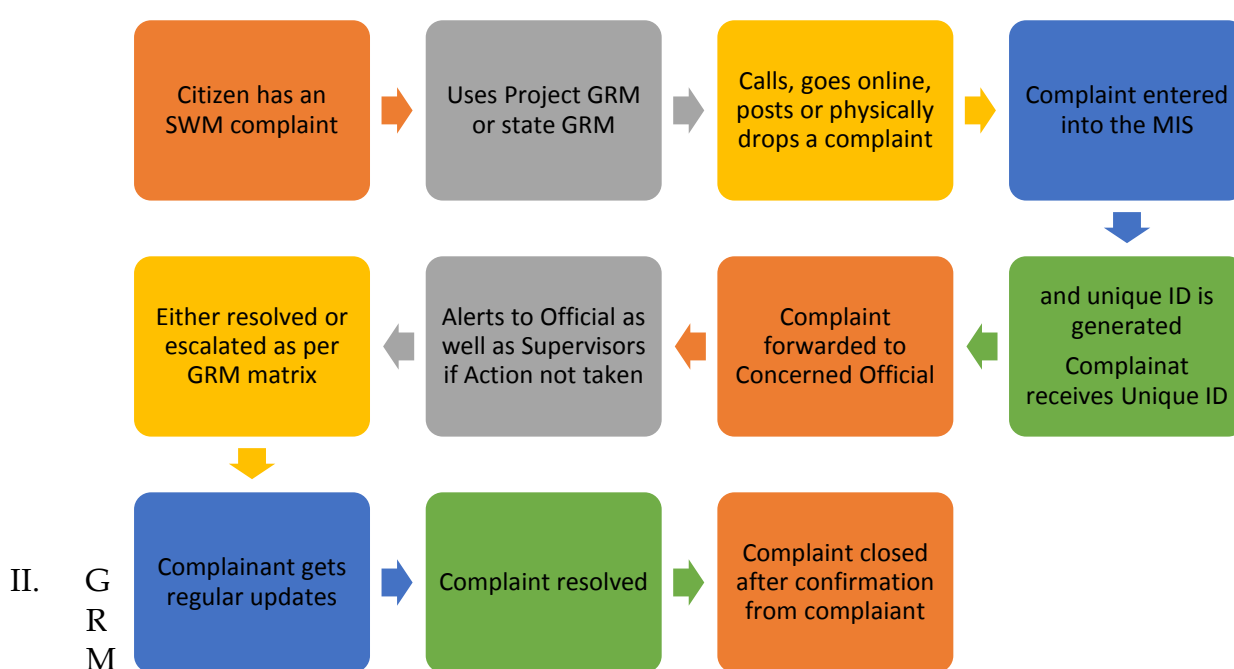 Citizen has an
SWM complaint
Uses Project GRM
or state GRM
Calls, goes online,
posts or physically
drops a complaint
Complaint entered
into the MIS
and unique ID is
generated
Complainat
receives Unique ID
Complaint
forwarded to
Concerned Official
Alerts to Official as
well as Supervisors
if Action not taken
Either resolved or
escalated as per
GRM matrix
Complainant gets
regular updates
Complaint resolved
Complaint closed
after confirmation
from complaiant
II. G
R
M